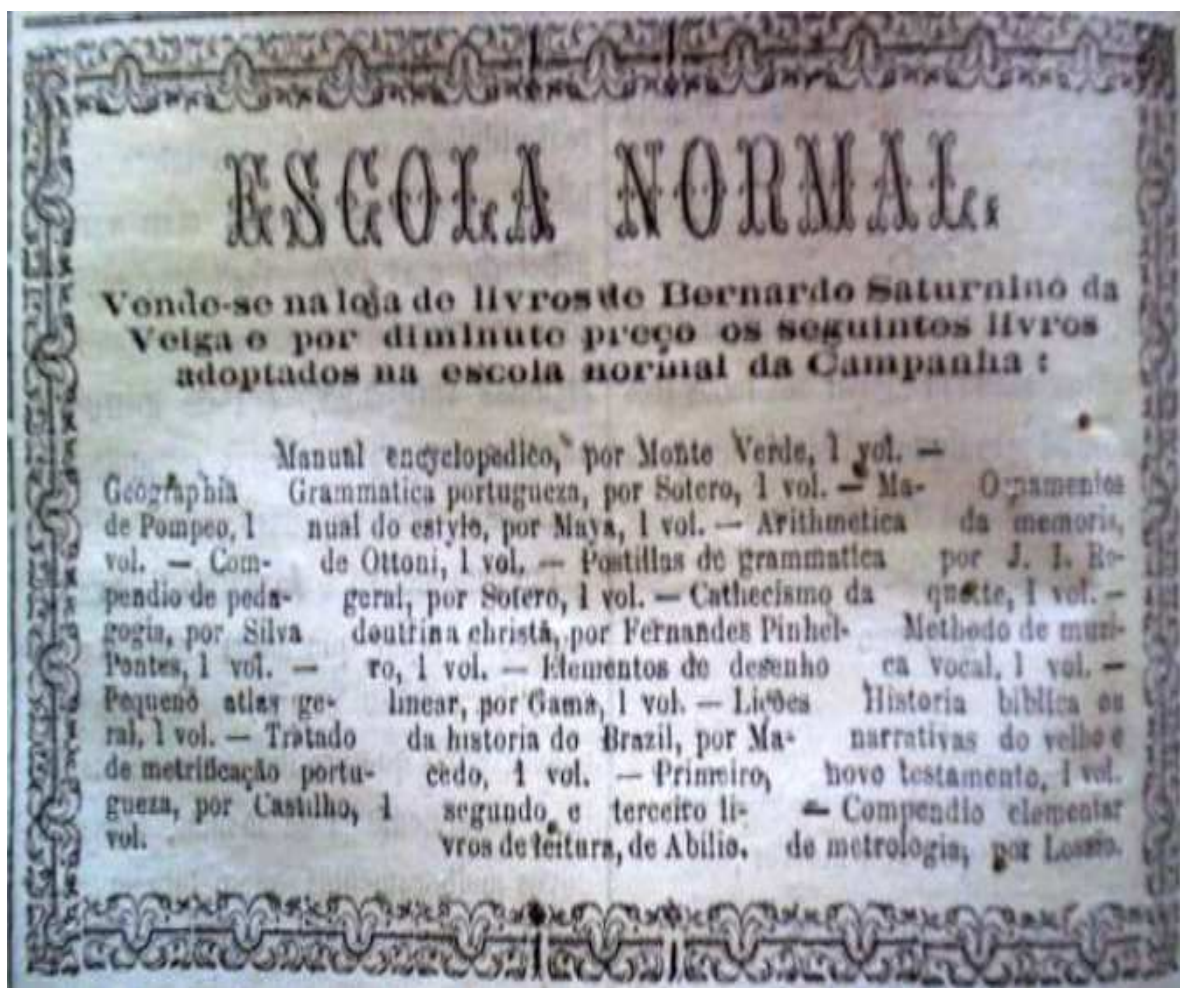 ESCOLA NORMAL.
Vende-se na loja de livros de Bernardo Saturnino da
Veiga e por diminuto preço os seguintes livros
adoptados na escola normal da Campanha :
Geographia
de Pompeo, 1
vol. — Com-
pendio de peda-
gogia, por Silva
Pontes, 1 vol. —
Pequeno atlas ge-
ral, 1 vol. — Tratado
de metrificação portu-
gueza, por Castilho, 1
vol.
Manual encyclopedico, por Monte Verde, 1 vol. —
Grammatica portugueza, por Sotero, 1 vol. — Ma-
nual do estylo, por Maya, 1 vol. — Arithmetica
de Ottoni, 1 vol. — Postillas de grammatica
geral, por Sotero, 1 vol. — Cathecismo da
doutrina christã, por Fernandes Pinhei-
ro, 1 vol. — Elementos de desenho
linear, por Gama, 1 vol. — Lições
da historia do Brazil, por Ma-
cedo, 1 vol. — Primeiro,
segundo e terceiro li-
vros de leitura, de Abilio.
Ornamentos
da memoria,
por J. I. Ro-
quette, 1 vol. —
Methodo de musi-
ca vocal, 1 vol. —
Historia biblica ou
narrativas do velho e
novo testamento, 1 vol.
— Compendio elementar
de metrologia, por Lossio.